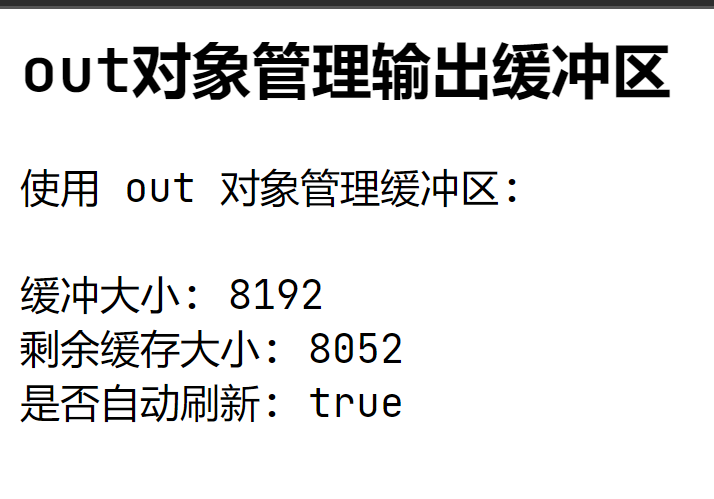 out对象管理输出缓冲区
使用 out 对象管理缓冲区:
缓冲大小: 8192
剩余缓存大小: 8052
是否自动刷新: true